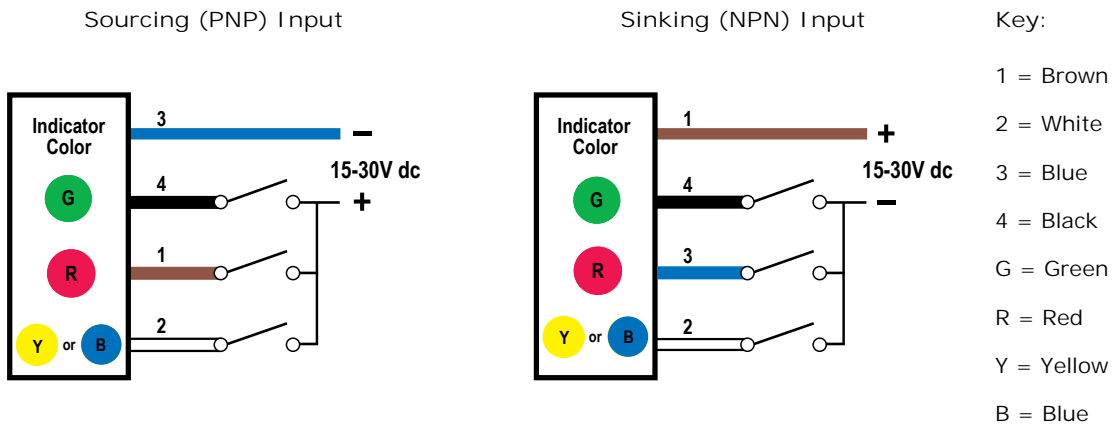 Sourcing (PNP) Input
Indicator
Color
3
–
G
4
15-30V dc
+
R
1
Y or B
2
Sinking (NPN) Input
Indicator
Color
1
+
G
4
15-30V dc
–
R
3
Y or B
2
Key:
1 = Brown
2 = White
3 = Blue
4 = Black
G = Green
R = Red
Y = Yellow
B = Blue